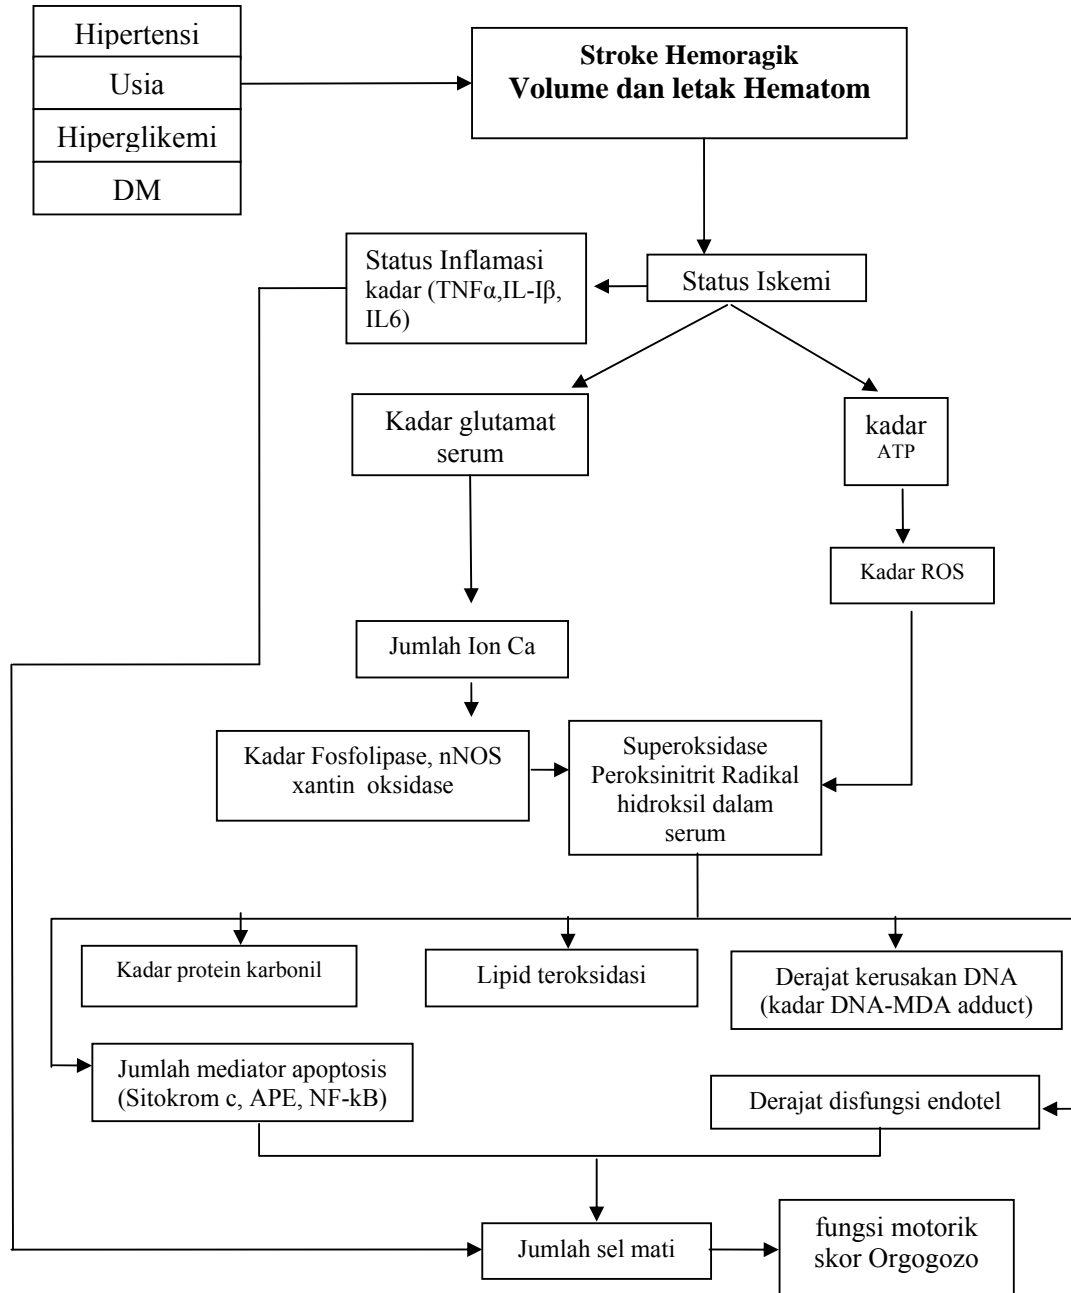 Hipertensi
Usia
Hiperglikemi
DM
Stroke Hemoragik
Volume dan letak Hematom
Status Inflamasi
kadar (TNFα,IL-Iβ,
IL6)
Status Iskemi
Kadar glutamat
serum
kadar
ATP
Kadar ROS
Jumlah Ion Ca
Kadar Fosfolipase, nNOS
xantin oksidase
Superoksidase
Peroksinitrit Radikal
hidroksil dalam
serum
Kadar protein karbonil
Lipid teroksidasi
Derajat kerusakan DNA
(kadar DNA-MDA adduct)
Jumlah mediator apoptosis
(Sitokrom c, APE, NF-kB)
Derajat disfungsi endotel
Jumlah sel mati
fungsi motorik
skor Orgogozo